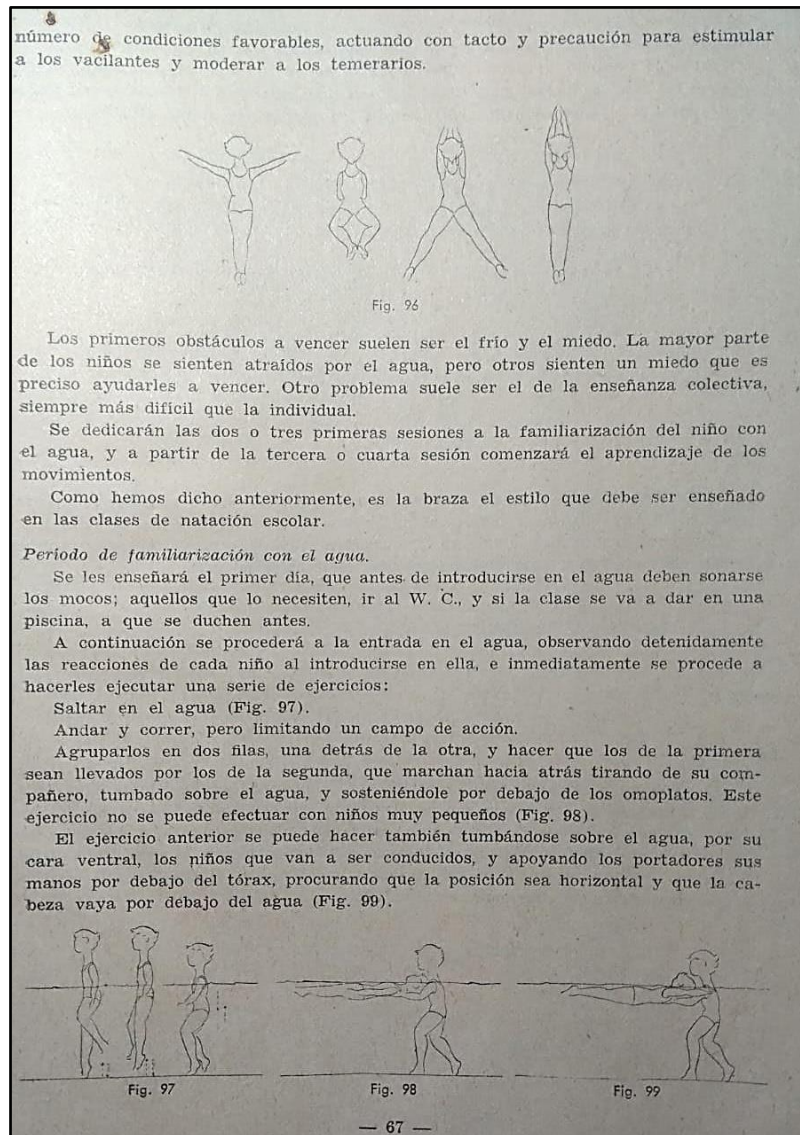 número de condiciones favorables, actuando con tacto y precaución para estimular
a los vacilantes y moderar a los temerarios.
Fig. 96
Los primeros obstáculos a vencer suelen ser el frío y el miedo. La mayor parte
de los niños se sienten atraídos por el agua, pero otros sienten un miedo que es
preciso ayudarles a vencer. Otro problema suele ser el de la enseñanza colectiva,
siempre más difícil que la individual.
Se dedicarán las dos o tres primeras sesiones a la familiarización del niño con
el agua, y a partir de la tercera o cuarta sesión comenzará el aprendizaje de los
movimientos.
Como hemos dicho anteriormente, es la braza el estilo que debe ser enseñado
en las clases de natación escolar.
Período de familiarización con el agua.
Se les enseñará el primer día, que antes de introducirse en el agua deben sonarse
los mocos; aquellos que lo necesiten, ir al W. C., y si la clase se va a dar en una
piscina, a que se duchen antes.
A continuación se procederá a la entrada en el agua, observando detenidamente
las reacciones de cada niño al introducirse en ella, e inmediatamente se procede a
hacerles ejecutar una serie de ejercicios:
Saltar en el agua (Fig. 97).
Andar y correr, pero limitando un campo de acción.
Agruparlos en dos filas, una detrás de la otra, y hacer que los de la primera
sean llevados por los de la segunda, que marchan hacia atrás tirando de su com-
pañero, tumbado sobre el agua, y sosteniéndole por debajo de los omoplatos. Este
ejercicio no se puede efectuar con niños muy pequeños (Fig. 98).
El ejercicio anterior se puede hacer también tumbándose sobre el agua, por su
cara ventral, los niños que van a ser conducidos, y apoyando los portadores sus
manos por debajo del tórax, procurando que la posición sea horizontal y que la ca-
beza vaya por debajo del agua (Fig. 99).
Fig. 97
Fig. 98
Fig. 99
— 67 —